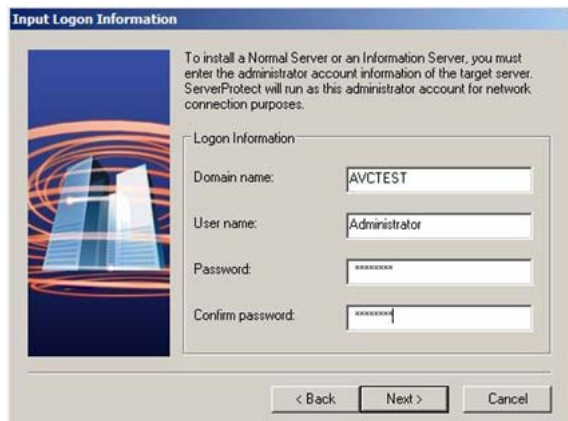 Input Logon Information
To install a Normal Server or an Information Server, you must
enter the administrator account information of the target server.
ServerProtect will run as this administrator account for network
connection purposes.
Logon Information
Domain name: AVCTEST
User name: Administrator
Password: ********
Confirm password: ********
< Back Next > Cancel